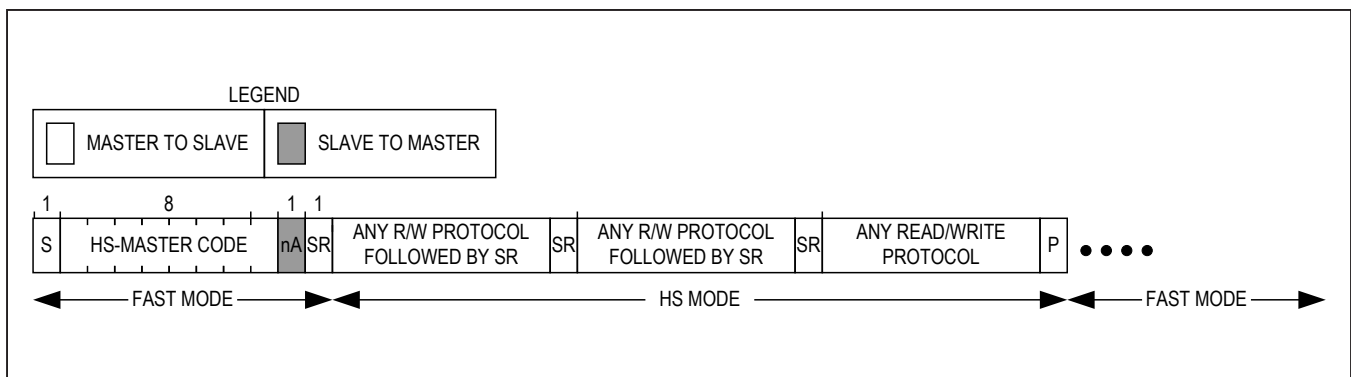 LEGEND
MASTER TO SLAVE SLAVE TO MASTER
1 8 1 1
S HS-MASTER CODE nA SR ANY R/W PROTOCOL FOLLOWED BY SR SR ANY R/W PROTOCOL FOLLOWED BY SR SR ANY READ/WRITE PROTOCOL P
FAST MODE HS MODE FAST MODE